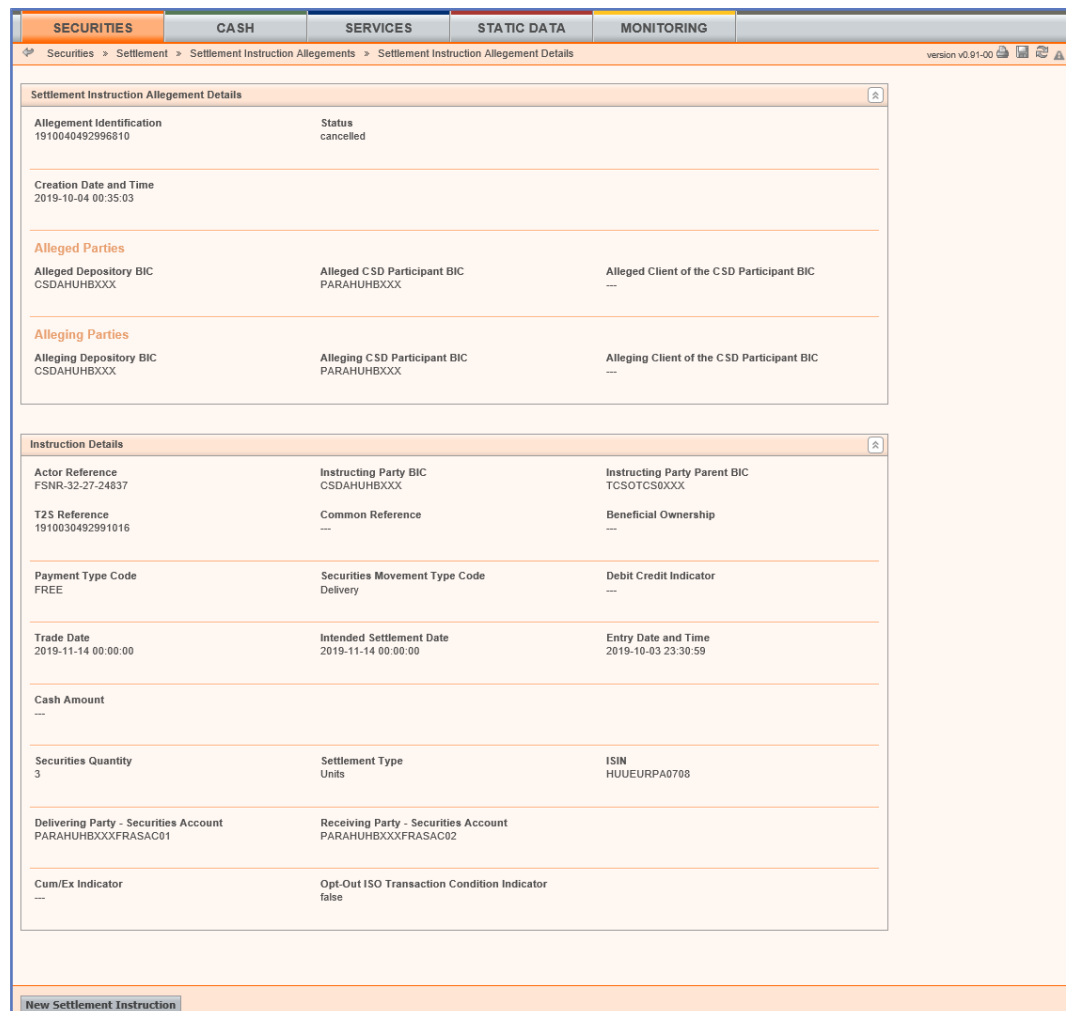 SECURITIES CASH SERVICES STATIC DATA MONITORING
Securities » Settlement » Settlement Instruction Allegements » Settlement Instruction Allegement Details version v0.91-00
Settlement Instruction Allegement Details
Allegement Identification Status
1910040492996810 cancelled
Creation Date and Time
2019-10-04 00:35:03
Alleged Parties
Alleged Depository BIC Alleged CSD Participant BIC Alleged Client of the CSD Participant BIC
CSDAHUHBXXX PARAHUHBXXX ---
Alleging Parties
Alleging Depository BIC Alleging CSD Participant BIC Alleging Client of the CSD Participant BIC
CSDAHUHBXXX PARAHUHBXXX ---
Instruction Details
Actor Reference Instructing Party BIC Instructing Party Parent BIC
FSNR-32-27-24837 CSDAHUHBXXX TCSOTCS0XXX
T2S Reference Common Reference Beneficial Ownership
1910030492991016 --- ---
Payment Type Code Securities Movement Type Code Debit Credit Indicator
FREE Delivery ---
Trade Date Intended Settlement Date Entry Date and Time
2019-11-14 00:00:00 2019-11-14 00:00:00 2019-10-03 23:30:59
Cash Amount
---
Securities Quantity Settlement Type ISIN
3 Units HUUEURPA0708
Delivering Party - Securities Account Receiving Party - Securities Account
PARAHUHBXXXFRASAC01 PARAHUHBXXXFRASAC02
Cum/Ex Indicator Opt-Out ISO Transaction Condition Indicator
--- false
New Settlement Instruction